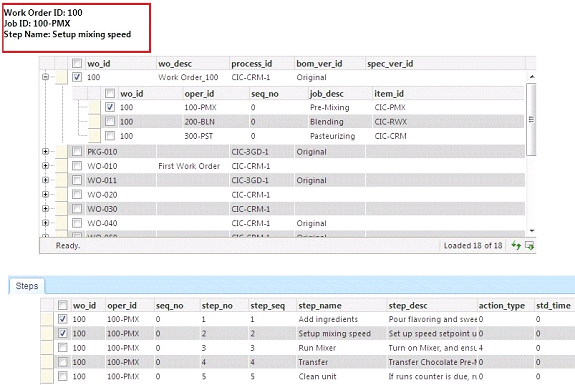 Work Order ID: 100
Job ID: 100-PMX
Step Name: Setup mixing speed
wo_id wo_desc process_id bom_ver_id spec_ver_id
100 Work Order_100 CIC-CRM-1 Original
wo_id oper_id seq_no job_desc item_id
100 100-PMX 0 Pre-Mixing CIC-PMX
100 200-BLN 0 Blending CIC-RWX
100 300-PST 0 Pasteurizing CIC-CRM
PKG-010 CIC-3GD-1 Original
WO-010 First Work Order CIC-CRM-1
WO-011 CIC-3GD-1 Original
WO-020 CIC-CRM-1
WO-030 CIC-CRM-1
WO-040 CIC-CRM-1 Original
Ready. Loaded 18 of 18
Steps
wo_id oper_id seq_no step_no step_seq step_name step_desc action_type std_time
100 100-PMX 0 1 1 Add ingredients Pour flavoring and swee 0 0
100 100-PMX 0 2 2 Setup mixing speed Set up speed setpoint u 0 0
100 100-PMX 0 3 3 Run Mixer Turn on Mixer, and ensu 0 0
100 100-PMX 0 4 4 Transfer Transfer Chocolate Pre-M 0 0
100 100-PMX 0 5 5 Clean unit If runs counter is due, ru 0 0